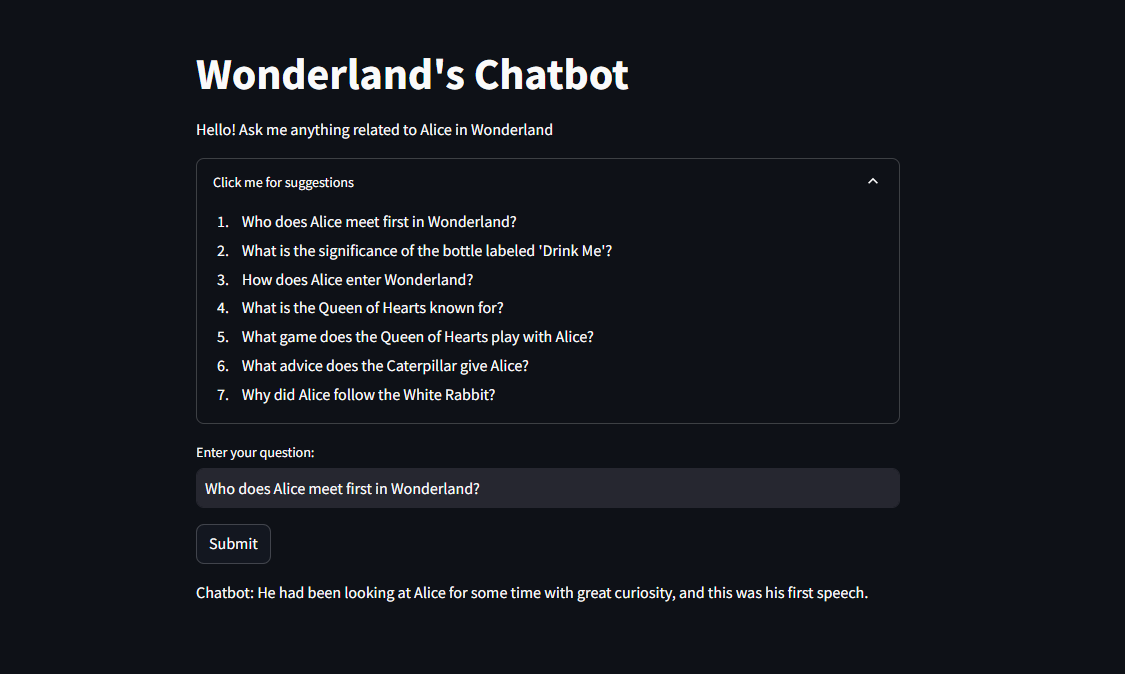 Wonderland's Chatbot
Hello! Ask me anything related to Alice in Wonderland
Click me for suggestions
1. Who does Alice meet first in Wonderland?
2. What is the significance of the bottle labeled 'Drink Me'?
3. How does Alice enter Wonderland?
4. What is the Queen of Hearts known for?
5. What game does the Queen of Hearts play with Alice?
6. What advice does the Caterpillar give Alice?
7. Why did Alice follow the White Rabbit?
Enter your question:
Who does Alice meet first in Wonderland?
Submit
Chatbot: He had been looking at Alice for some time with great curiosity, and this was his first speech.